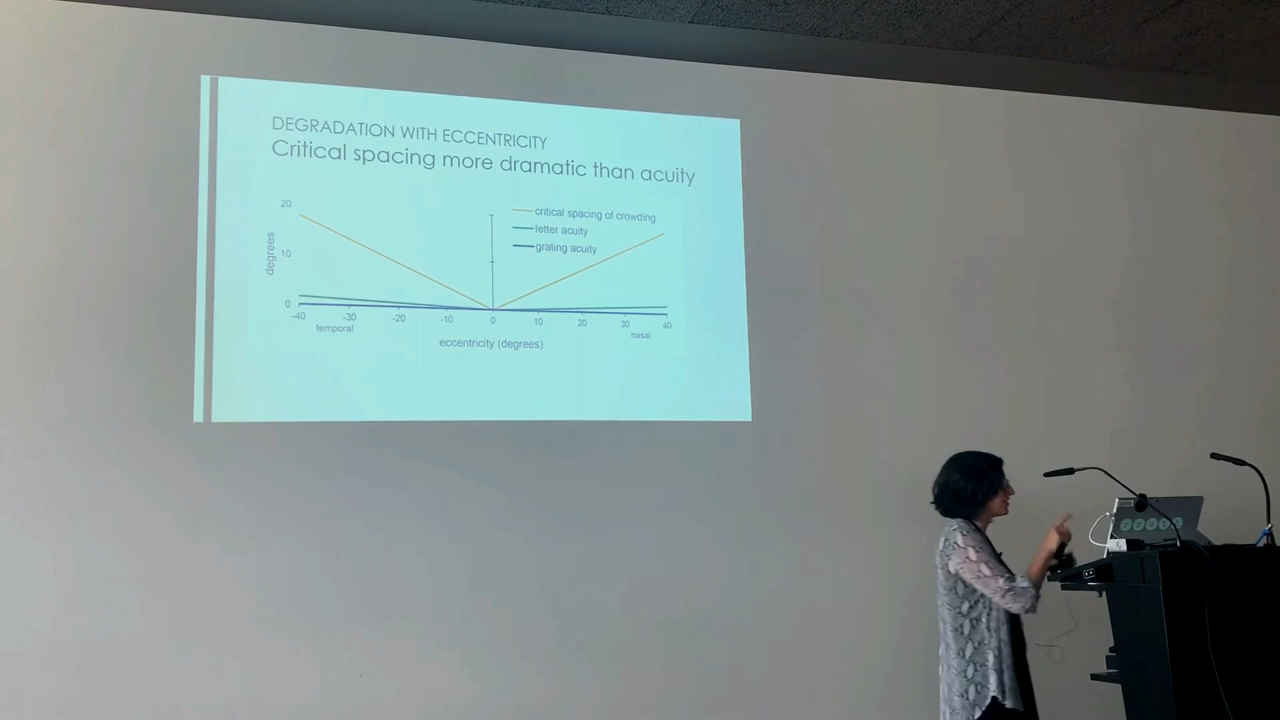 DEGRADATION WITH ECCENTRICITY
Critical spacing more dramatic than acuity
20
10
0
degrees
critical spacing of crowding
letter acuity
grating acuity
-40 -30 -20 -10 0 10 20 30 40
temporal nasal
eccentricity (degrees)